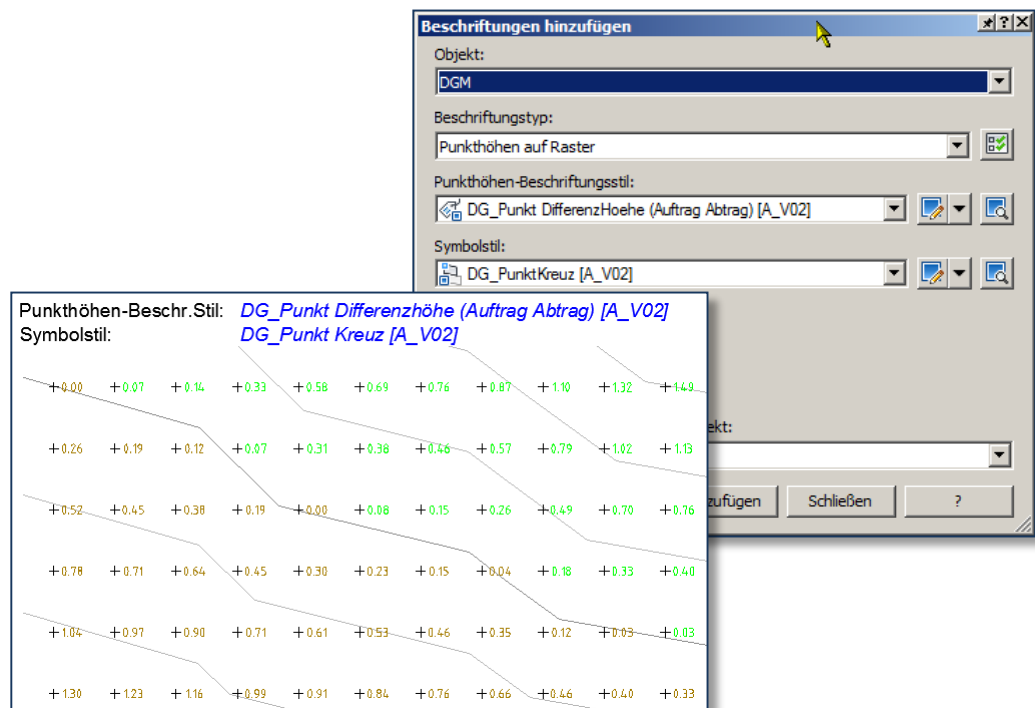 Beschriftungen hinzufügen
Objekt:
DGM
Beschriftungstyp:
Punkthöhen auf Raster
Punkthöhen-Beschriftungsstil:
DG_Punkt DifferenzHoehe (Auftrag Abtrag) [A_V02]
Symbolstil:
DG_PunktKreuz [A_V02]
ekt:
zufügen Schließen ?
Punkthöhen-Beschr.Stil: DG_Punkt Differenzhöhe (Auftrag Abtrag) [A_V02]
Symbolstil: DG_Punkt Kreuz [A_V02]
+0.00 +0.07 +0.14 +0.33 +0.58 +0.69 +0.76 +0.87 +1.10 +1.32 +1.49
+0.26 +0.19 +0.12 +0.07 +0.31 +0.38 +0.46 +0.57 +0.79 +1.02 +1.13
+0.52 +0.45 +0.38 +0.19 +0.00 +0.08 +0.15 +0.26 +0.49 +0.70 +0.76
+0.78 +0.71 +0.64 +0.45 +0.30 +0.23 +0.15 +0.04 +0.18 +0.33 +0.40
+1.04 +0.97 +0.90 +0.71 +0.61 +0.53 +0.46 +0.35 +0.12 +0.03 +0.03
+1.30 +1.23 +1.16 +0.99 +0.91 +0.84 +0.76 +0.66 +0.46 +0.40 +0.33